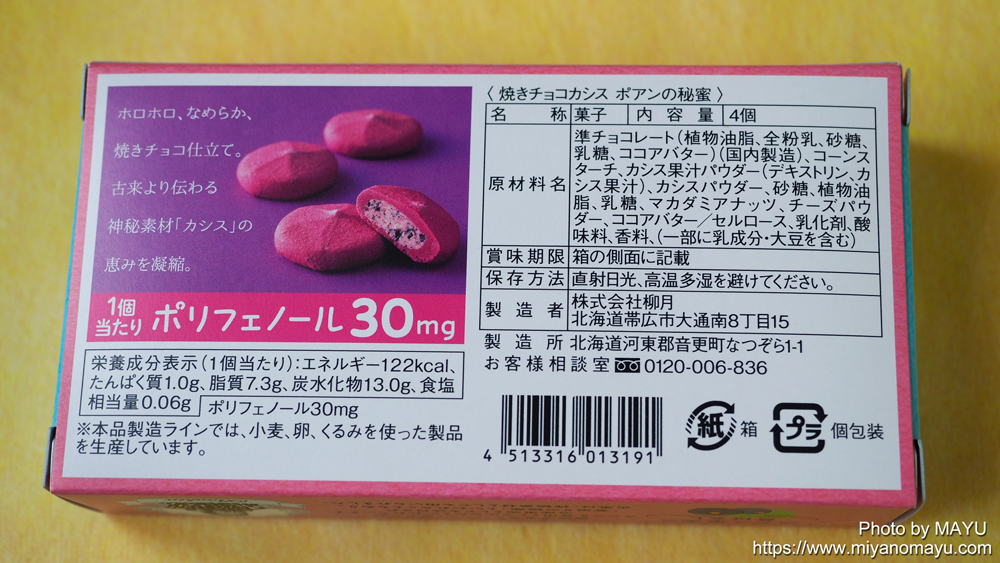 ホロホロ、なめらか、
焼きチョコ仕立て。
古来より伝わる
神秘素材「カシス」の
恵みを凝縮。
1個
当たり ポリフェノール30mg
栄養成分表示(1個当たり):エネルギー122kcal、
たんぱく質1.0g、脂質7.3g、炭水化物13.0g、食塩
相当量0.06g ポリフェノール30mg
※本品製造ラインでは、小麦、卵、くるみを使った製品
を生産しています。
〈 焼きチョコカシス ボアンの秘蜜 〉
名称 菓子 内容量 4個
原材料名
準チョコレート(植物油脂、全粉乳、砂糖、
乳糖、ココアバター)(国内製造)、コーンス
ターチ、カシス果汁パウダー(デキストリン、カ
シス果汁)、カシスパウダー、砂糖、植物油
脂、乳糖、マカダミアナッツ、チーズパウ
ダー、ココアバター/セルロース、乳化剤、酸
味料、香料、(一部に乳成分・大豆を含む)
賞味期限 箱の側面に記載
保存方法 直射日光、高温多湿を避けてください。
製造者 株式会社柳月
北海道帯広市大通南8丁目15
製造所 北海道河東郡音更町なつぞら1-1
お客様相談室 0120-006-836
4 513316 013191
紙 箱 プラ 個包装
Photo by MAYU
https://www.miyanomayu.com